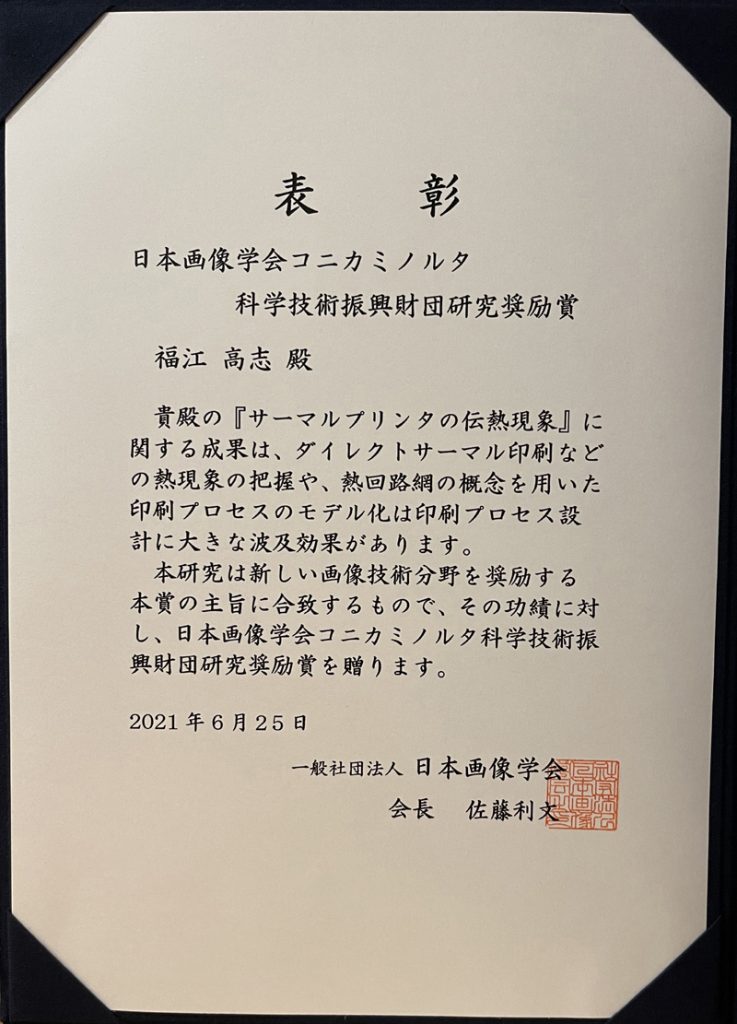 表 彰
日本画像学会コニカミノルタ
科学技術振興財団研究奨励賞
福江 高志 殿
貴殿の『サーマルプリンタの伝熱現象』に
関する成果は、ダイレクトサーマル印刷など
の熱現象の把握や、熱回路網の概念を用いた
印刷プロセスのモデル化は印刷プロセス設
計に大きな波及効果があります。
本研究は新しい画像技術分野を奨励する
本賞の主旨に合致するもので、その功績に対
し、日本画像学会コニカミノルタ科学技術振
興財団研究奨励賞を贈ります。
2021年6月25日
一般社団法人 日本画像学会
会長 佐藤利文